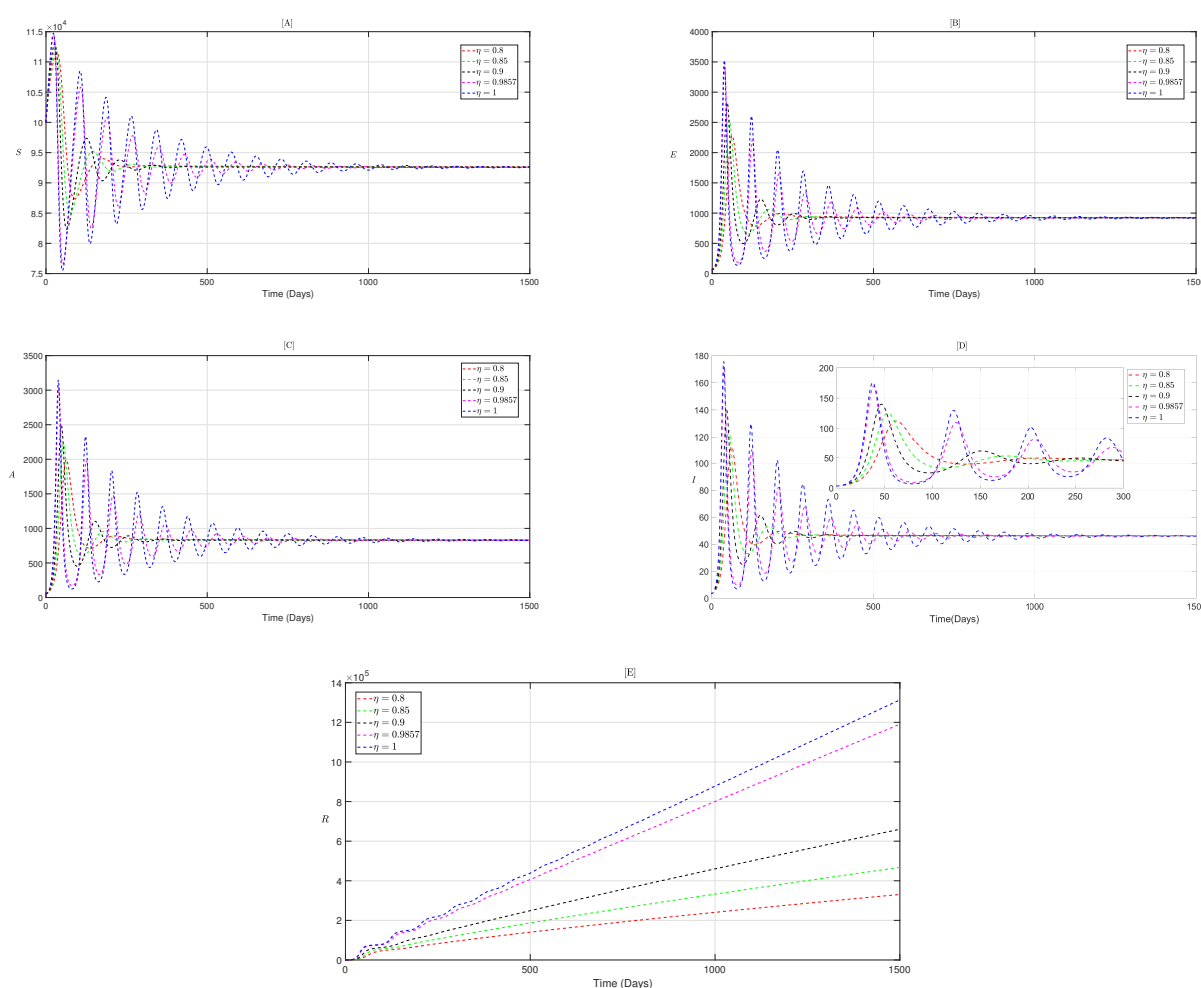 [A]
×10⁴
11.5
11
10.5
10
9.5
9
8.5
8
7.5
S
0
500
1000
1500
Time (Days)
η = 0.8
η = 0.85
η = 0.9
η = 0.9857
η = 1
[B]
4000
3500
3000
2500
2000
1500
1000
500
0
E
0
500
1000
150
Time (Days)
η = 0.8
η = 0.85
η = 0.9
η = 0.9857
η = 1
[C]
3500
3000
2500
2000
1500
1000
500
0
A
0
500
1000
1500
Time (Days)
η = 0.8
η = 0.85
η = 0.9
η = 0.9857
η = 1
[D]
180
160
140
120
100
80
60
40
20
0
I
0
500
1000
150
Time(Days)
200
150
100
50
0
0
50
100
150
200
250
300
η = 0.8
η = 0.85
η = 0.9
η = 0.9857
η = 1
[E]
×10⁵
14
12
10
8
6
4
2
0
R
0
500
1000
1500
Time (Days)
η = 0.8
η = 0.85
η = 0.9
η = 0.9857
η = 1